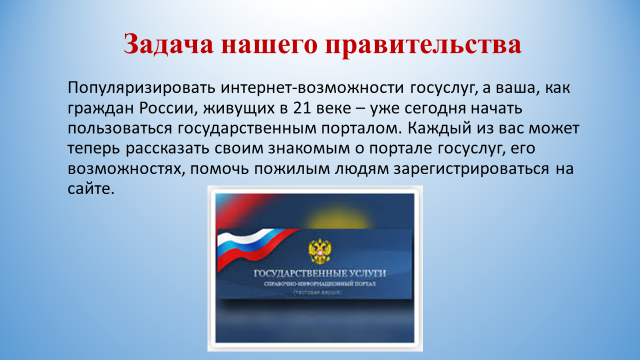 Задача нашего правительства
Популяризировать интернет-возможности госуслуг, а ваша, как
граждан России, живущих в 21 веке – уже сегодня начать
пользоваться государственным порталом. Каждый из вас может
теперь рассказать своим знакомым о портале госуслуг, его
возможностях, помочь пожилым людям зарегистрироваться на
сайте.
ГОСУДАРСТВЕННЫЕ УСЛУГИ
СПРАВОЧНО-ИНФОРМАЦИОННЫЙ ПОРТАЛ
(тестовая версия)